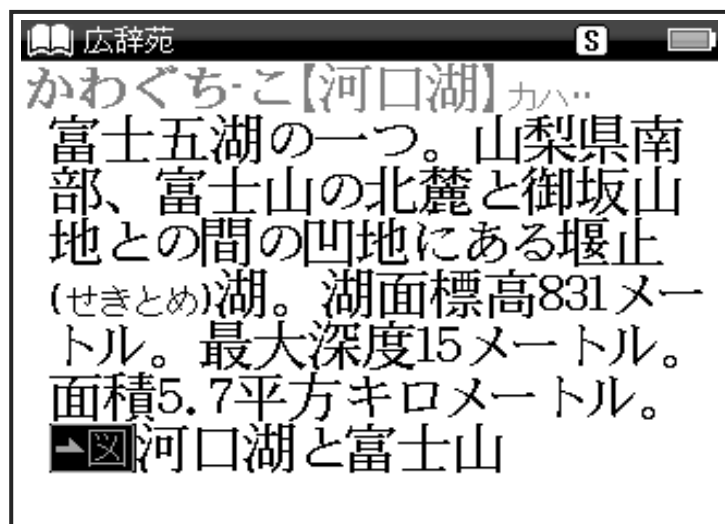 広辞苑 S
かわぐち‐こ【河口湖】カハ‥
富士五湖の一つ。山梨県南
部、富士山の北麓と御坂山
地との間の凹地にある堰止
(せきとめ)湖。湖面標高831メー
トル。最大深度15メートル。
面積5.7平方キロメートル。
→図河口湖と富士山